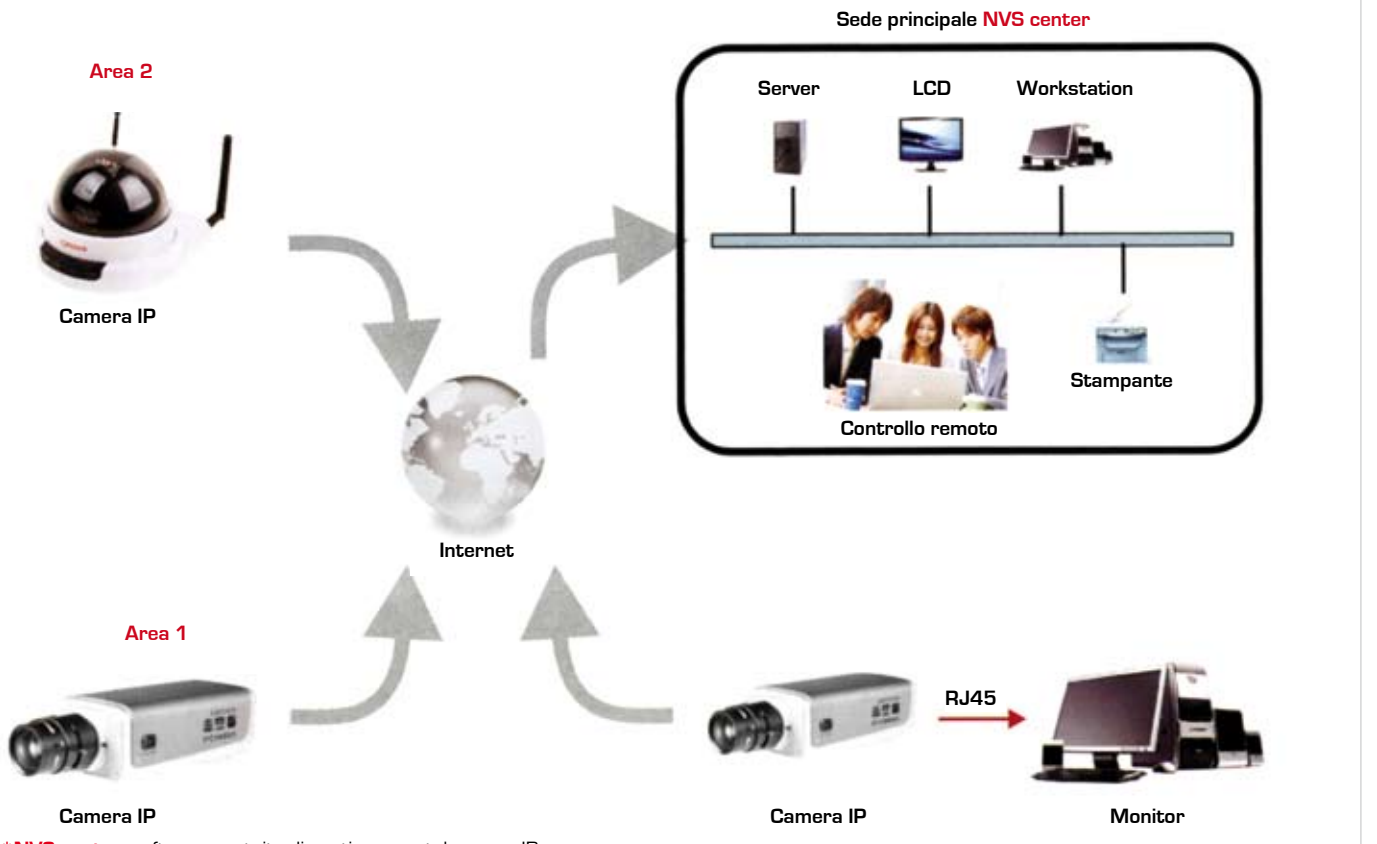 Sede principale NVS center
Area 2
Server
LCD
Workstation
Camera IP
Stampante
Controllo remoto
Internet
Area 1
RJ45
Camera IP
Camera IP
Monitor
*NVS